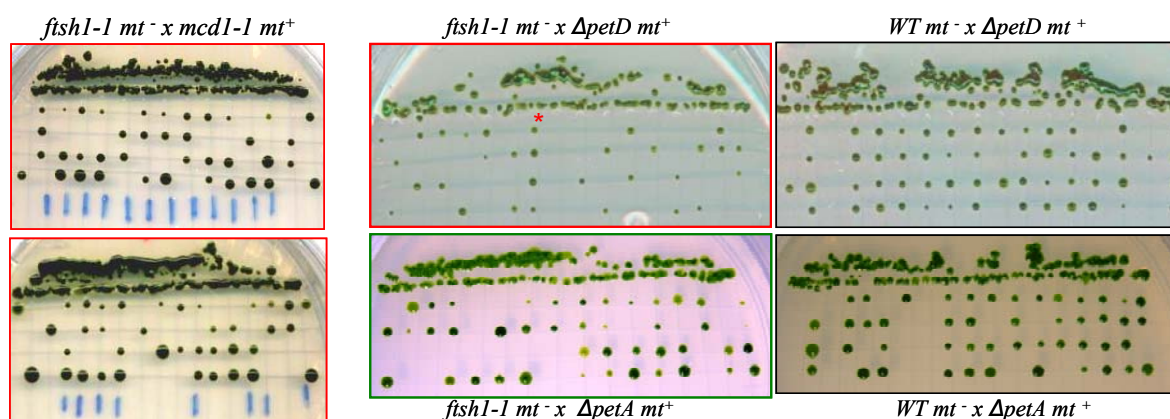 ftsh1-1 mt - x mcd1-1 mt+
ftsh1-1 mt - x ΔpetD mt+
WT mt - x ΔpetD mt +
*
ftsh1-1 mt - x ΔpetA mt+
WT mt - x ΔpetA mt +